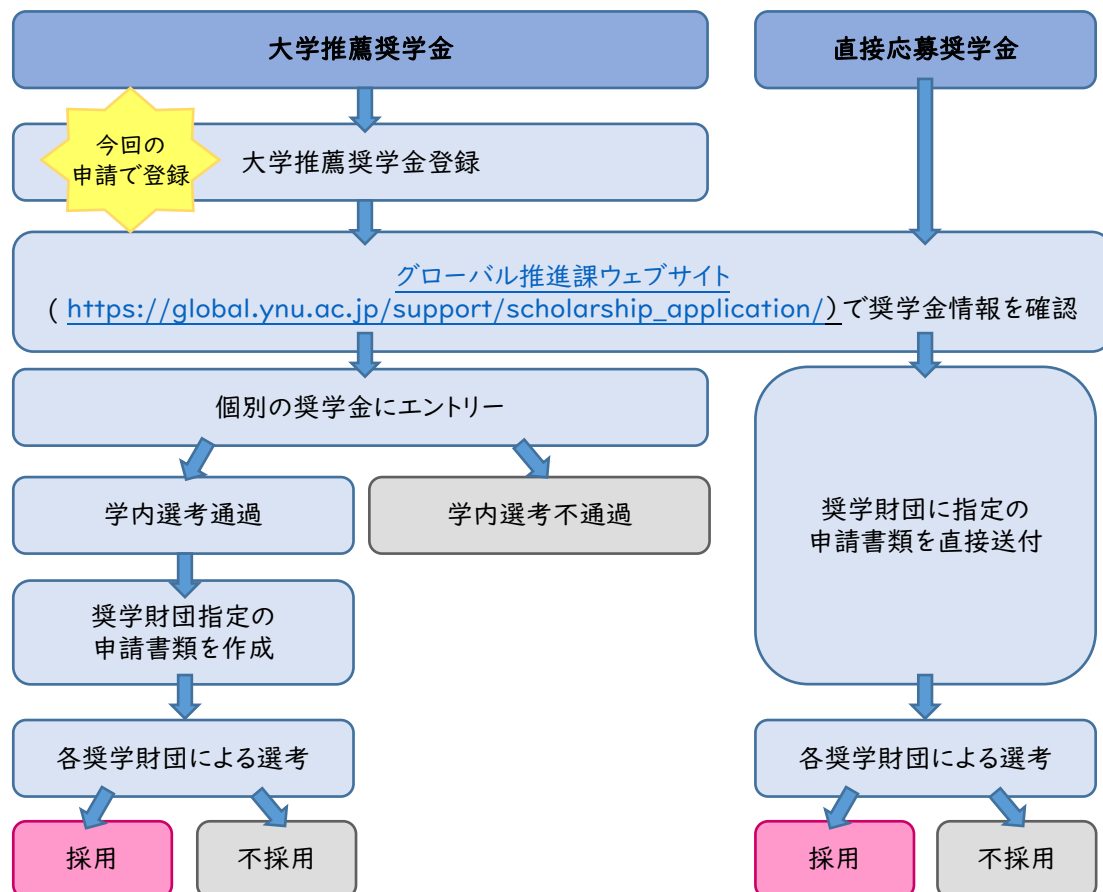 大学推薦奨学金
直接応募奨学金
今回の
申請で登録
大学推薦奨学金登録
グローバル推進課ウェブサイト
( https://global.ynu.ac.jp/support/scholarship_application/)で奨学金情報を確認
個別の奨学金にエントリー
学内選考通過
学内選考不通過
奨学財団に指定の
申請書類を直接送付
奨学財団指定の
申請書類を作成
各奨学財団による選考
各奨学財団による選考
採用
不採用
採用
不採用